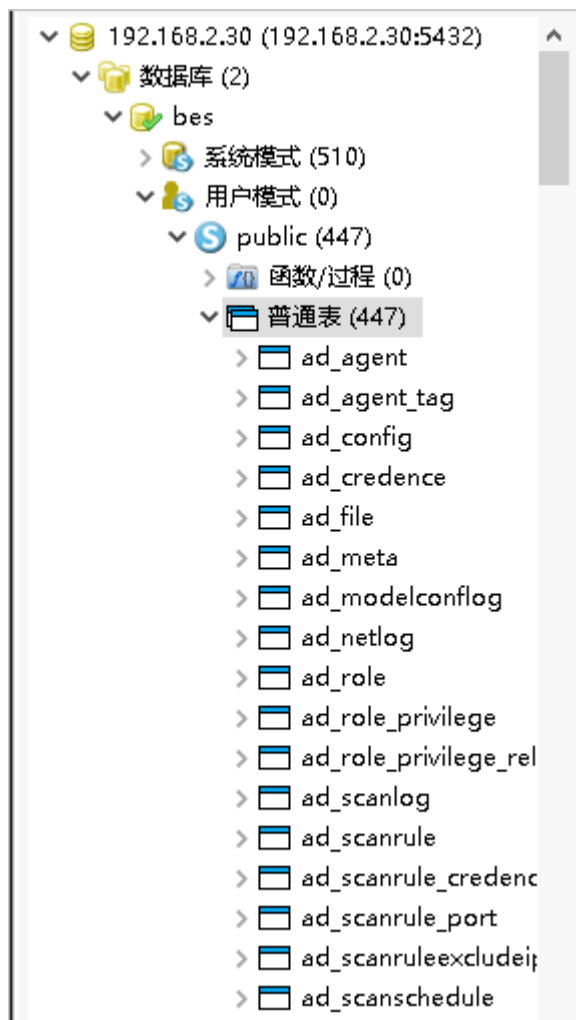 192.168.2.30 (192.168.2.30:5432)
数据库 (2)
bes
系统模式 (510)
用户模式 (0)
public (447)
函数/过程 (0)
普通表 (447)
ad_agent
ad_agent_tag
ad_config
ad_credence
ad_file
ad_meta
ad_modelconflog
ad_netlog
ad_role
ad_role_privilege
ad_role_privilege_rel
ad_scanlog
ad_scanrule
ad_scanrule_credenc
ad_scanrule_port
ad_scanruleexcludeip
ad_scanschedule